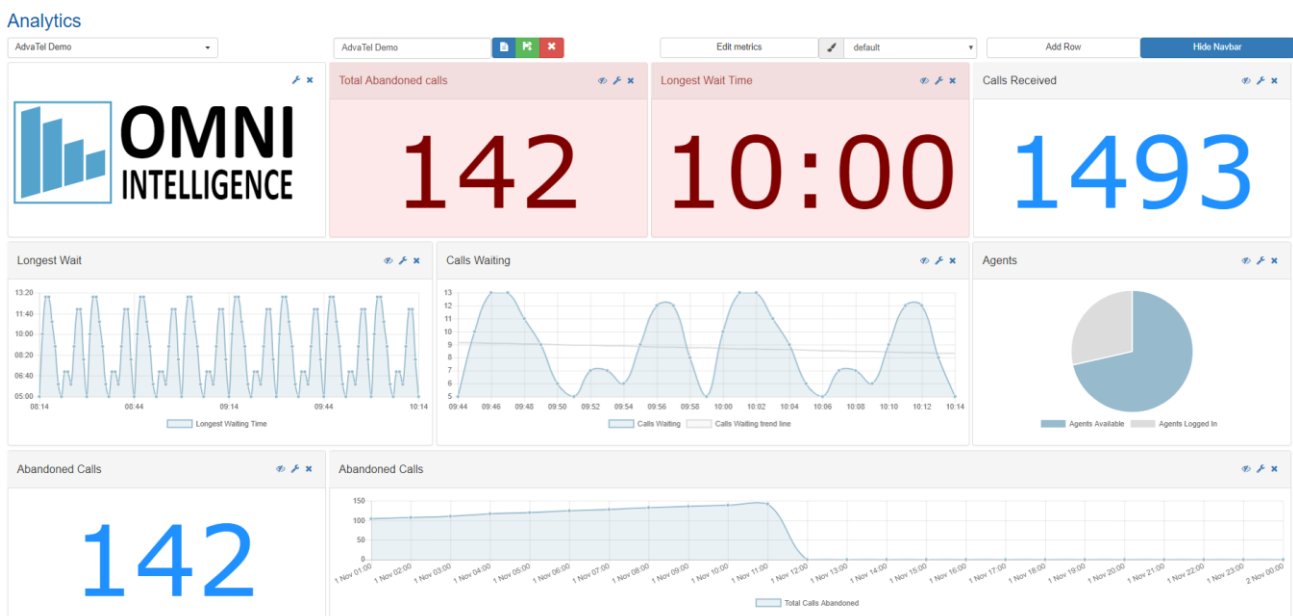 Analytics
AdvaTel Demo
AdvaTel Demo
Edit metrics
default
Add Row
Hide Navbar
OMNI
INTELLIGENCE
Total Abandoned calls
142
Longest Wait Time
10:00
Calls Received
1493
Longest Wait
13:20
11:40
10:00
08:20
06:40
05:00
08:14 08:44 09:14 09:44 10:14
Longest Waiting Time
Calls Waiting
13
12
11
10
9
8
7
6
5
09:44 09:46 09:48 09:50 09:52 09:54 09:56 09:58 10:00 10:02 10:04 10:06 10:08 10:10 10:12 10:14
Calls Waiting Calls Waiting trend line
Agents
Agents Available Agents Logged In
Abandoned Calls
142
Abandoned Calls
150
100
50
0
1 Nov 01:00 1 Nov 02:00 1 Nov 03:00 1 Nov 04:00 1 Nov 05:00 1 Nov 06:00 1 Nov 07:00 1 Nov 08:00 1 Nov 09:00 1 Nov 10:00 1 Nov 11:00 1 Nov 12:00 1 Nov 13:00 1 Nov 14:00 1 Nov 15:00 1 Nov 16:00 1 Nov 17:00 1 Nov 18:00 1 Nov 19:00 1 Nov 20:00 1 Nov 21:00 1 Nov 22:00 1 Nov 23:00 2 Nov 00:00
Total Calls Abandoned